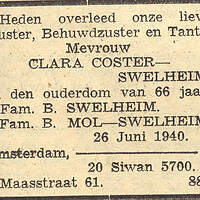 Heden overleed onze liev
uster, Behuwdzuster en Tant
Mevrouw
CLARA COSTER—
SWELHEIM
n den ouderdom van 66 jaa
Fam. B. SWELHEIM.
Fam. B. MOL—SWELHEIM
26 Juni 1940.
msterdam,
20 Siwan 5700.
Maasstraat 61. 88